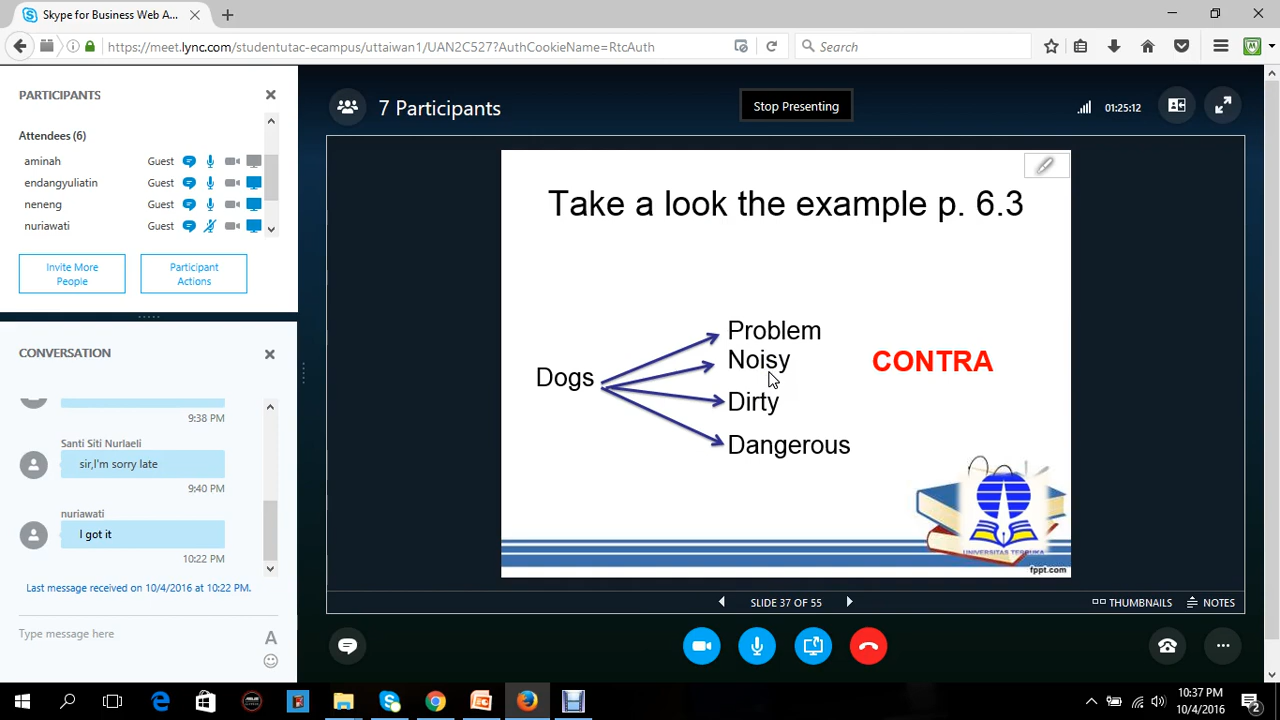 Skype for Business Web A...
https://meet.lync.com/studentutac-ecampus/uttaiwan1/UAN2C527?AuthCookieName=RtcAuth
Search
PARTICIPANTS
Attendees (6)
aminah Guest
endangyuliatin Guest
neneng Guest
nuriawati Guest
Invite More People
Participant Actions
CONVERSATION
9:38 PM
Santi Siti Nurlaeli
sir,I'm sorry late
9:40 PM
nuriawati
I got it
10:22 PM
Last message received on 10/4/2016 at 10:22 PM.
Type message here
A
7 Participants
Stop Presenting
01:25:12
Take a look the example p. 6.3
Dogs
Problem
Noisy
Dirty
Dangerous
CONTRA
UNIVERSITAS TERBUKA
fppt.com
SLIDE 37 OF 55
THUMBNAILS
NOTES
10:37 PM
10/4/2016
2